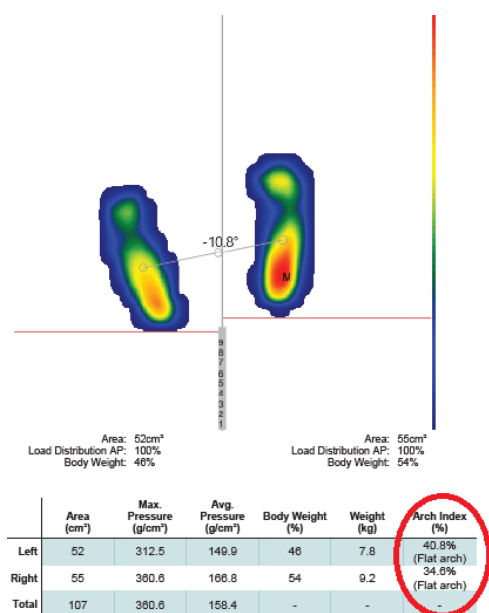 -10.8°
M
9
8
7
6
5
4
3
2
1
Area: 52cm²
Load Distribution AP: 100%
Body Weight: 46%
Area: 55cm²
Load Distribution AP: 100%
Body Weight: 54%
Area (cm²) Max. Pressure (g/cm²) Avg. Pressure (g/cm²) Body Weight (%) Weight (kg) Arch Index (%)
Left 52 312.5 149.9 46 7.8 40.8% (Flat arch)
Right 55 360.6 166.8 54 9.2 34.6% (Flat arch)
Total 107 360.6 158.4 - - -